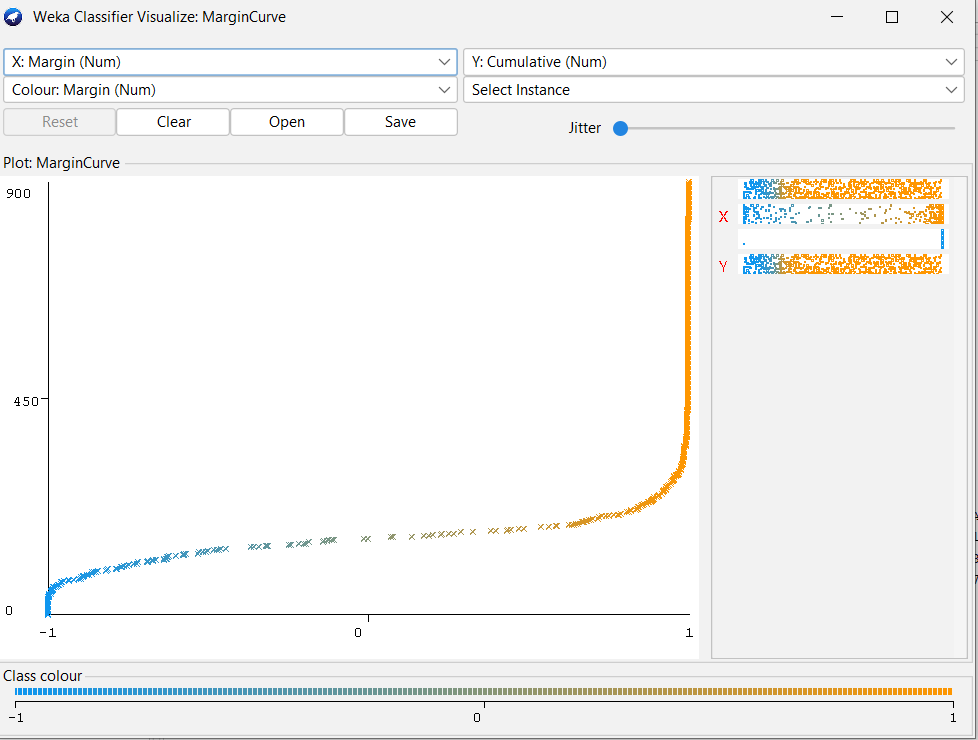 Weka Classifier Visualize: MarginCurve
X: Margin (Num)
Y: Cumulative (Num)
Colour: Margin (Num)
Select Instance
Reset
Clear
Open
Save
Jitter
Plot: MarginCurve
900
450
0
-1
0
1
X
Y
Class colour
-1
0
1